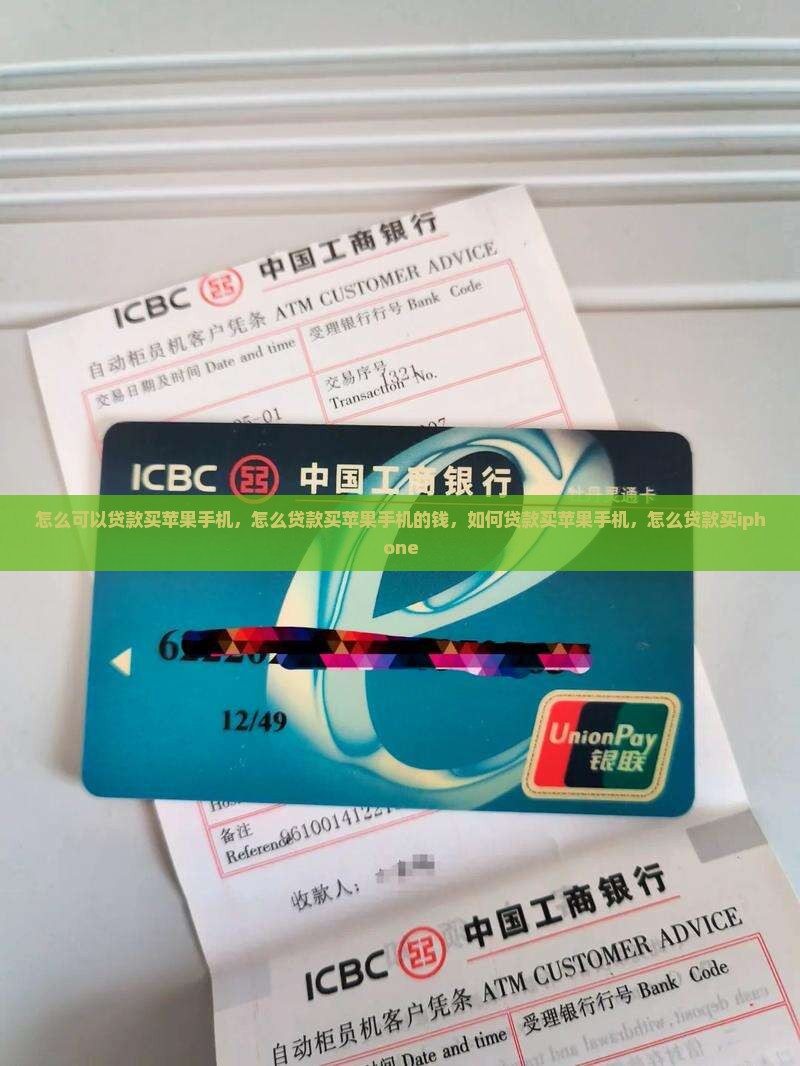 ICBC 中国工商银行
自动柜员机客户凭条 ATM CUSTOMER ADVICE
交易日期及时间 Date and time
受理银行行号 Bank Code
交易序号 1321
Transaction No.
ICBC 中国工商银行
怎么可以贷款买苹果手机，怎么贷款买苹果手机的钱，如何贷款买苹果手机，怎么贷款买iph
one
12/49
UnionPay
银联
备注
Reference
收款人：
ICBC 中国工商银行
自动柜员机客户凭条 ATM CUSTOMER ADVICE
Date and time
受理银行行号 Bank Code